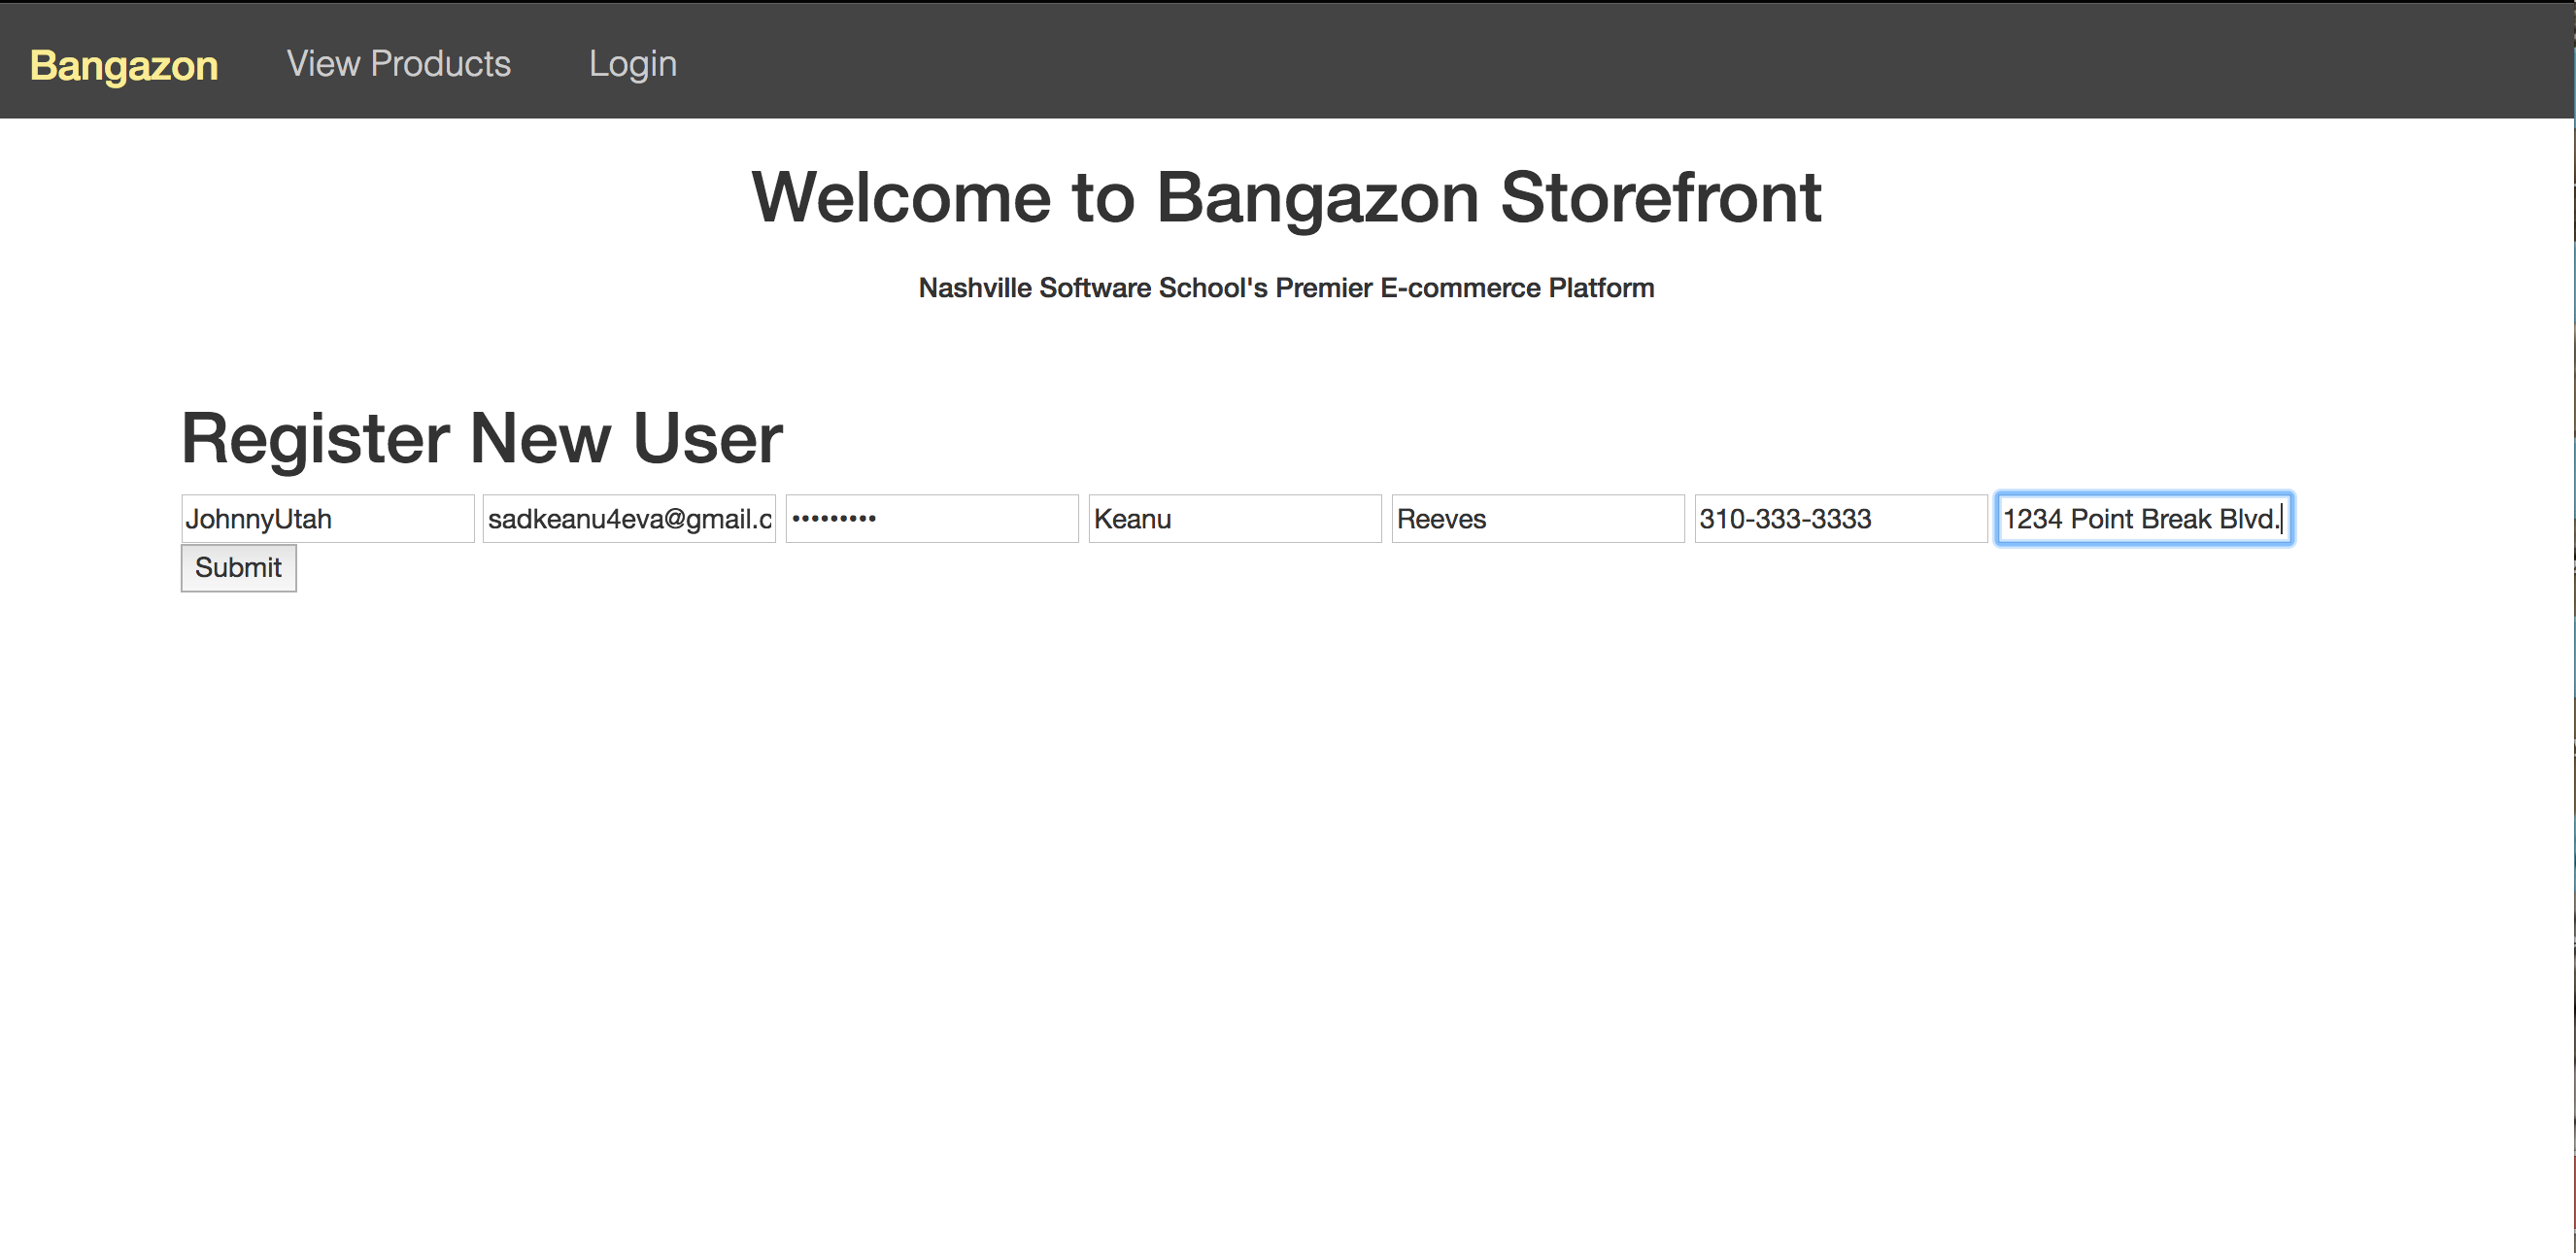 Bangazon View Products Login
Welcome to Bangazon Storefront
Nashville Software School's Premier E-commerce Platform
Register New User
JohnnyUtah sadkeanu4eva@gmail.c ••••••••• Keanu Reeves 310-333-3333 1234 Point Break Blvd.
Submit